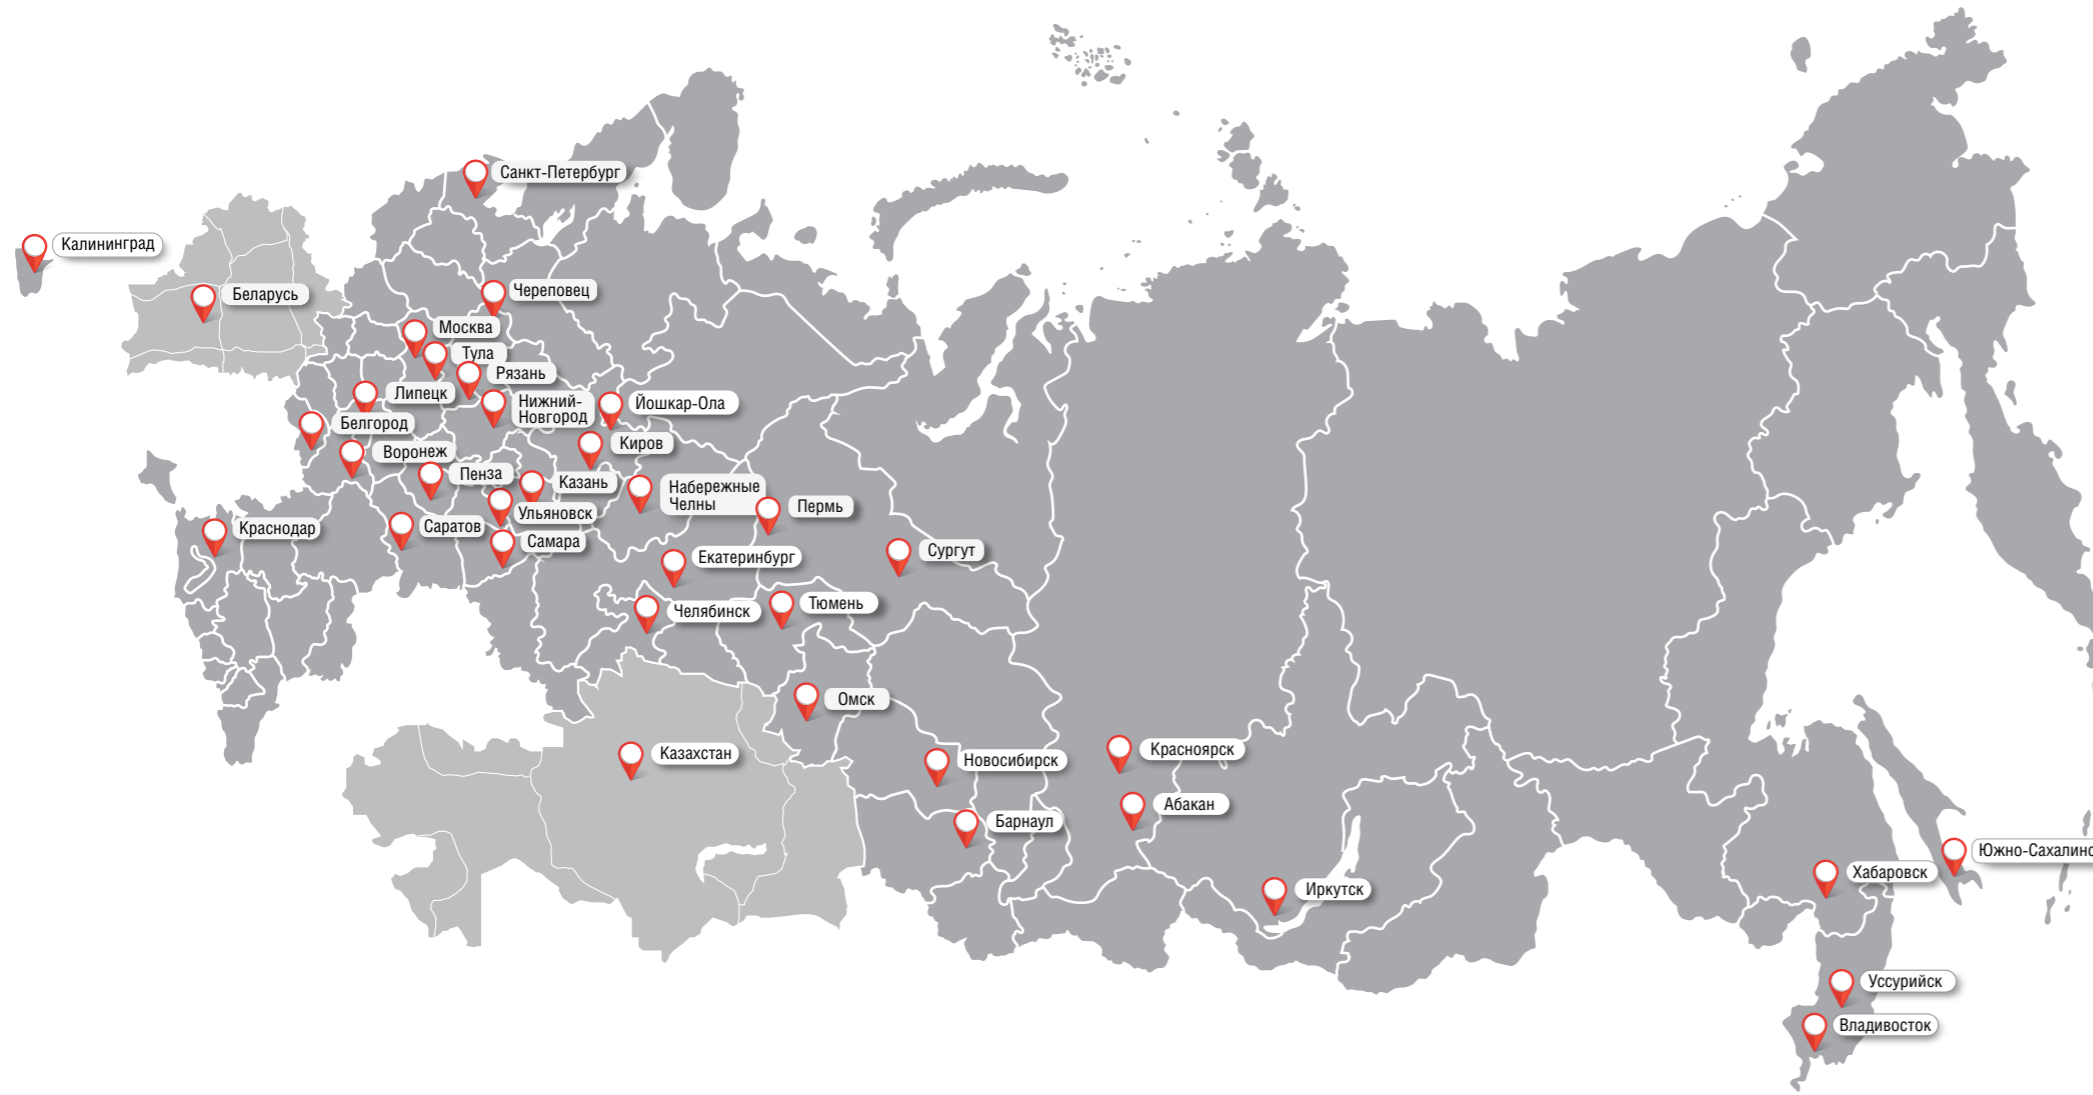 Санкт-Петербург
Калининград
Беларусь
Череповец
Москва
Тула
Рязань
Липецк
Нижний-
Новгород
Йошкар-Ола
Белгород
Киров
Воронеж
Пенза
Казань
Набережные
Челны
Ульяновск
Пермь
Краснодар
Саратов
Самара
Екатеринбург
Сургут
Челябинск
Тюмень
Омск
Казахстан
Новосибирск
Красноярск
Абакан
Барнаул
Южно-Сахалинс
Хабаровск
Иркутск
Уссурийск
Владивосток